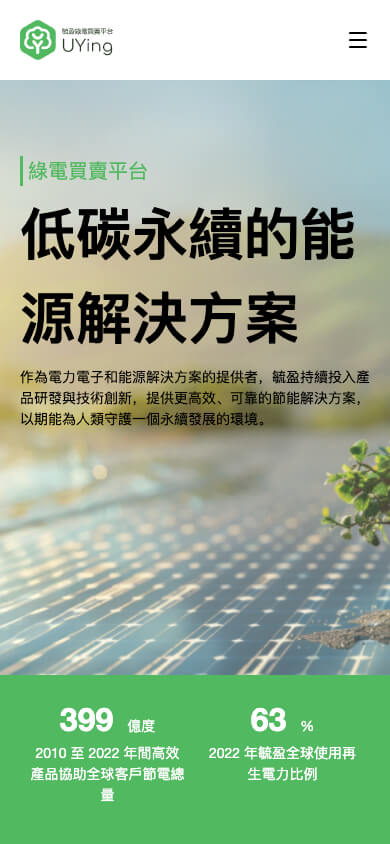 毓盈綠電買賣平台
UYing
綠電買賣平台
低碳永續的能
源解決方案
作為電力電子和能源解決方案的提供者，毓盈持續投入產
品研發與技術創新，提供更高效、可靠的節能解決方案，
以期能為人類守護一個永續發展的環境。
399 億度
2010 至 2022 年間高效
產品協助全球客戶節電總
量
63 %
2022 年毓盈全球使用再
生電力比例